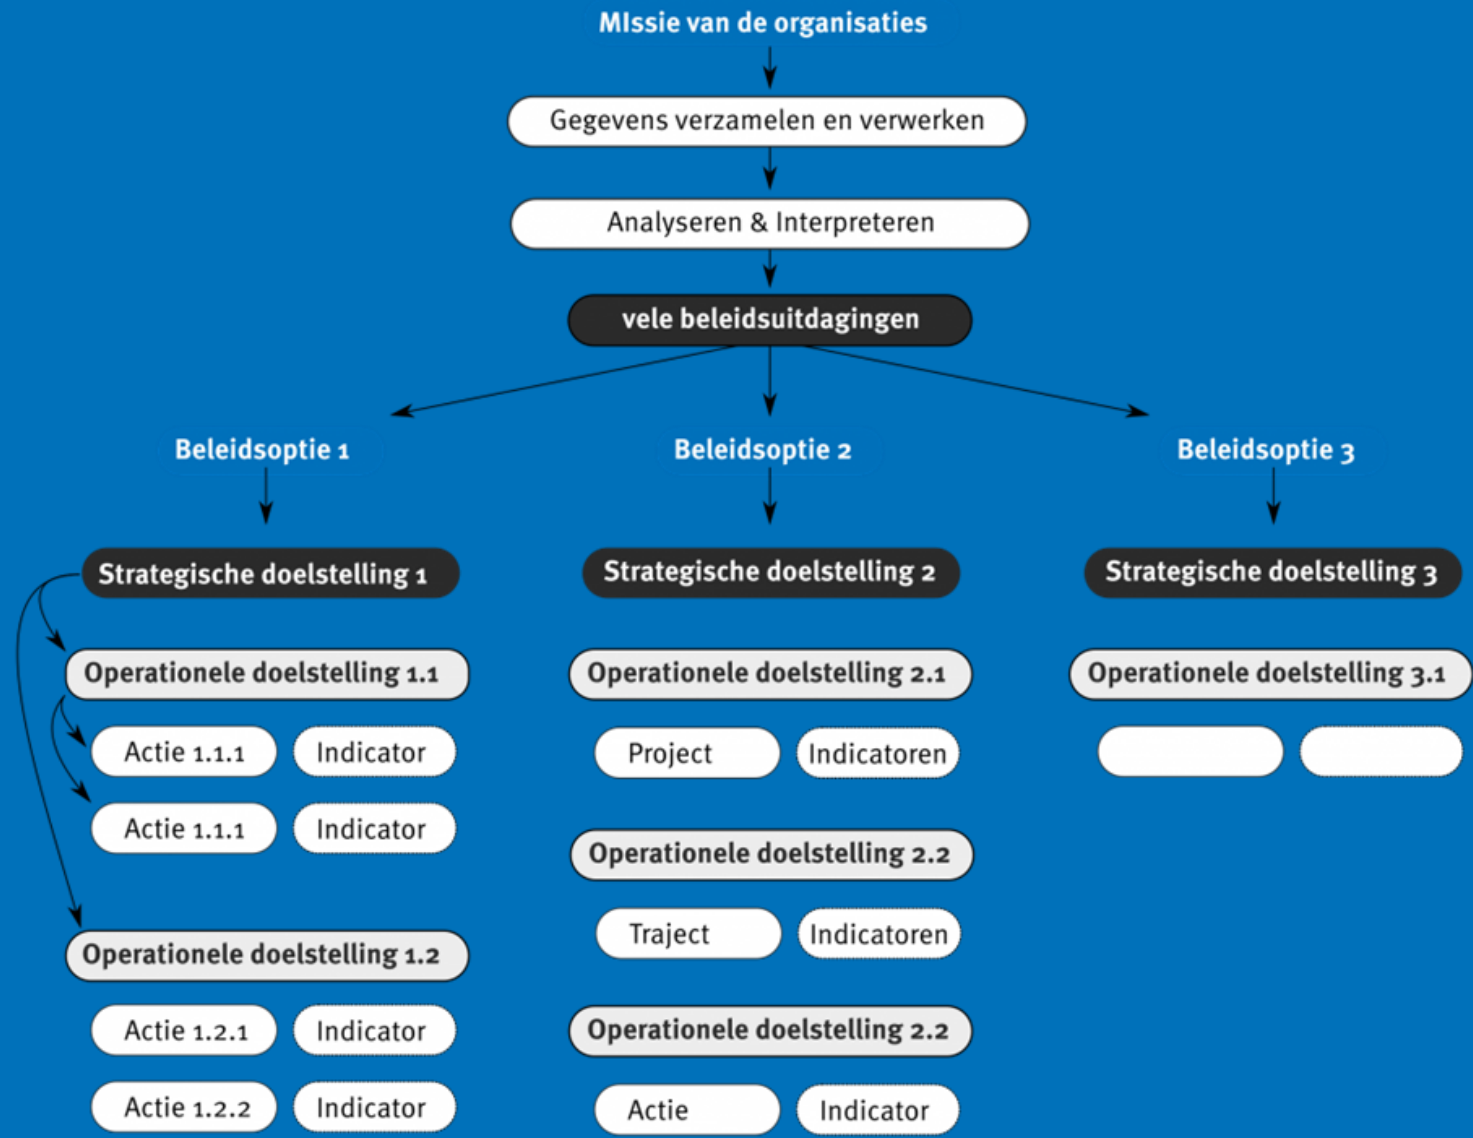 MIssie van de organisaties
Gegevens verzamelen en verwerken
Analyseren & Interpreteren
vele beleidsuitdagingen
Beleidsoptie 1
Beleidsoptie 2
Beleidsoptie 3
Strategische doelstelling 1
Strategische doelstelling 2
Strategische doelstelling 3
Operationele doelstelling 1.1
Operationele doelstelling 2.1
Operationele doelstelling 3.1
Actie 1.1.1
Indicator
Project
Indicatoren
Actie 1.1.1
Indicator
Operationele doelstelling 2.2
Traject
Indicatoren
Operationele doelstelling 1.2
Actie 1.2.1
Indicator
Operationele doelstelling 2.2
Actie 1.2.2
Indicator
Actie
Indicator